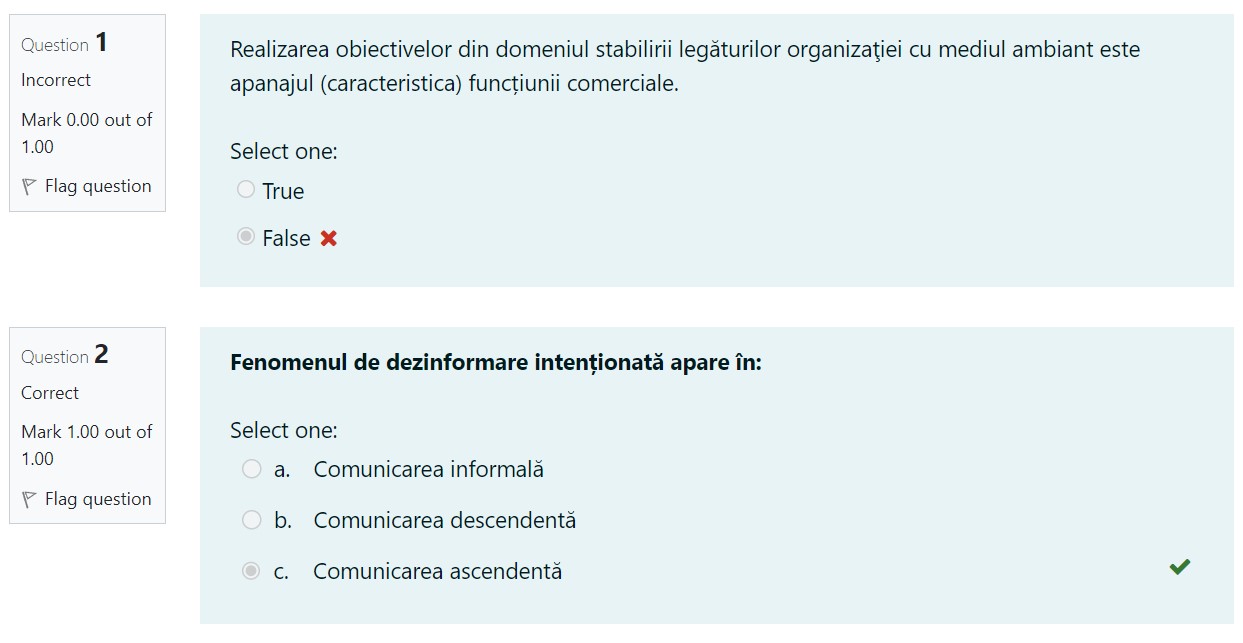 Question 1
Incorrect
Mark 0.00 out of
1.00
Flag question
Realizarea obiectivelor din domeniul stabilirii legăturilor organizaţiei cu mediul ambiant este
apanajul (caracteristica) funcțiunii comerciale.
Select one:
True
False
Question 2
Correct
Mark 1.00 out of
1.00
Flag question
Fenomenul de dezinformare intenționată apare în:
Select one:
a. Comunicarea informală
b. Comunicarea descendentă
c. Comunicarea ascendentă